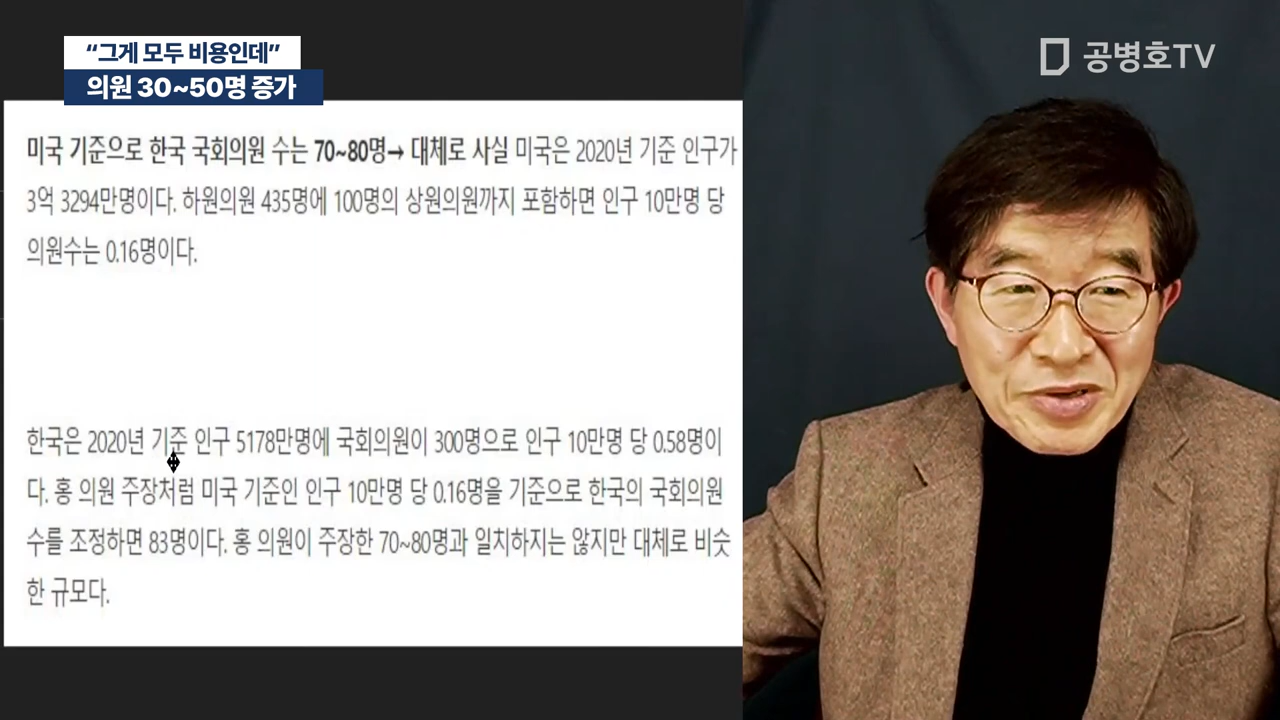 “그게 모두 비용인데”
의원 30~50명 증가
공병호TV
미국 기준으로 한국 국회의원 수는 70~80명→ 대체로 사실 미국은 2020년 기준 인구가
3억 3294만명이다. 하원의원 435명에 100명의 상원의원까지 포함하면 인구 10만명 당
의원수는 0.16명이다.
한국은 2020년 기준 인구 5178만명에 국회의원이 300명으로 인구 10만명 당 0.58명이
다. 홍 의원 주장처럼 미국 기준인 인구 10만명 당 0.16명을 기준으로 한국의 국회의원
수를 조정하면 83명이다. 홍 의원이 주장한 70~80명과 일치하지는 않지만 대체로 비슷
한 규모다.